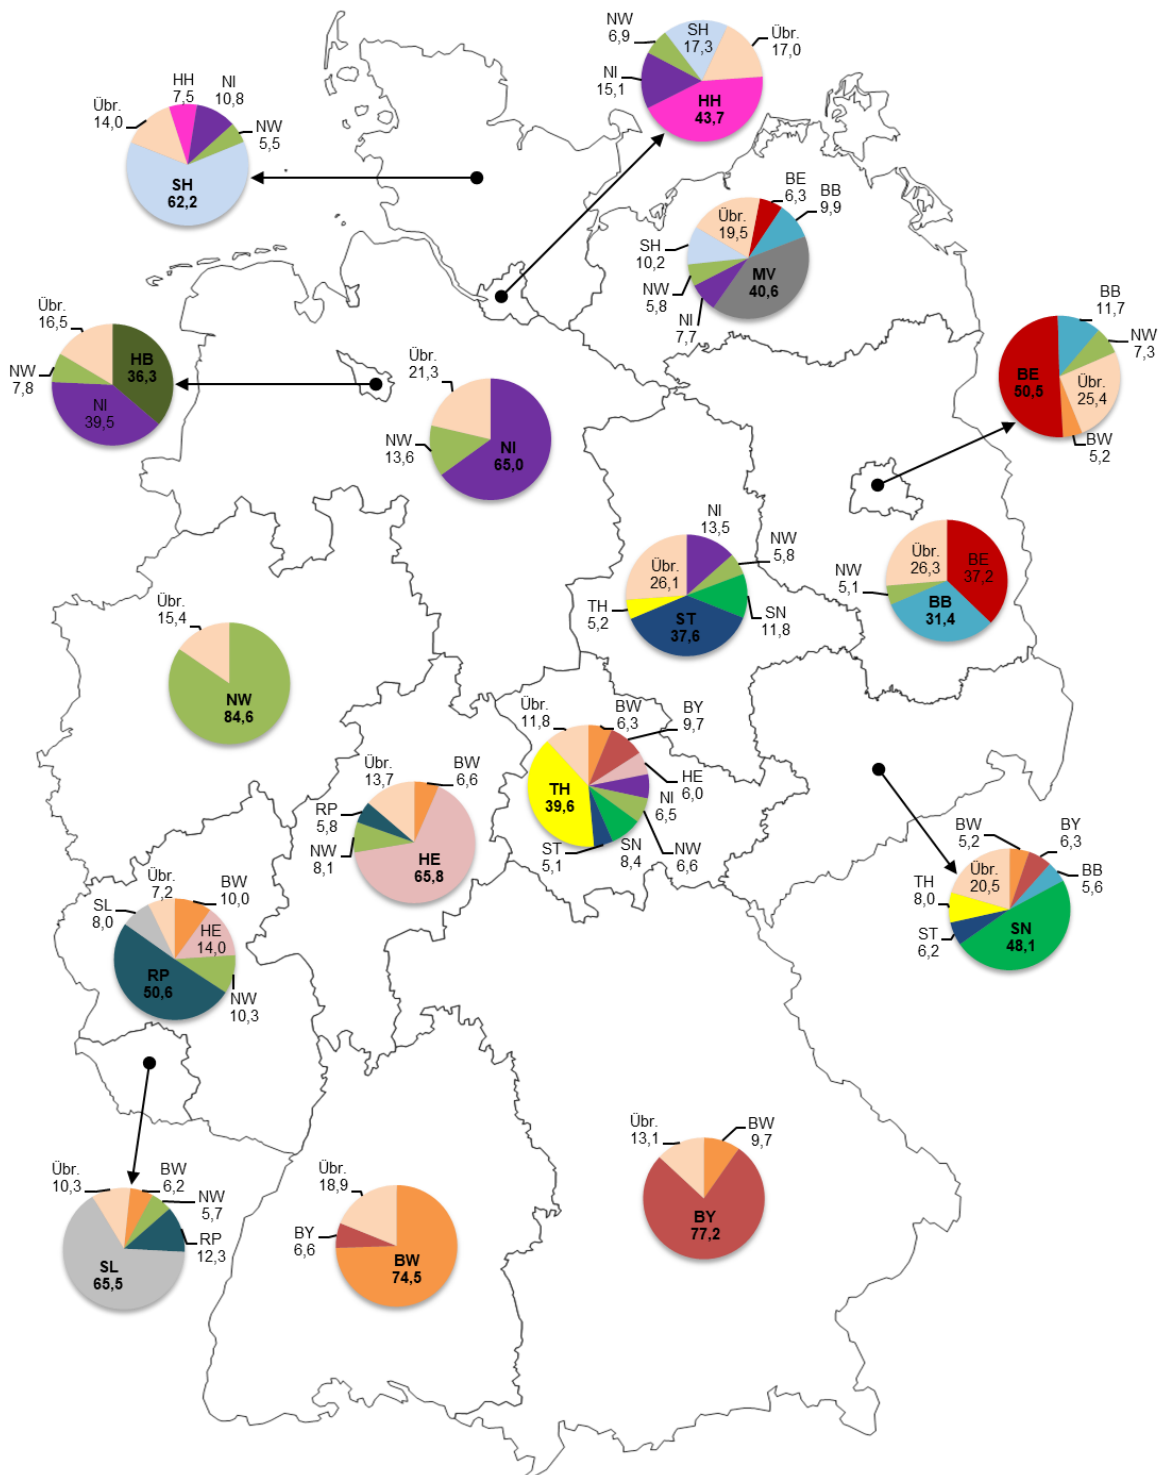 NW
6,9
SH
17,3
Übr.
17,0
NI
15,1
HH
43,7
HH
7,5
NI
10,8
Übr.
14,0
NW
5,5
SH
62,2
BE
6,3
BB
9,9
Übr.
19,5
SH
10,2
NW
5,8
NI
7,7
MV
40,6
Übr.
16,5
HB
36,3
NW
7,8
NI
39,5
Übr.
21,3
NW
13,6
NI
65,0
BB
11,7
NW
7,3
BE
50,5
Übr.
25,4
BW
5,2
NI
13,5
NW
5,8
Übr.
26,1
TH
5,2
ST
37,6
SN
11,8
Übr.
26,3
BE
37,2
NW
5,1
BB
31,4
Übr.
15,4
NW
84,6
Übr.
11,8
BW
6,3
BY
9,7
HE
6,0
TH
39,6
NI
6,5
NW
6,6
SN
8,4
ST
5,1
Übr.
13,7
BW
6,6
RP
5,8
NW
8,1
HE
65,8
BW
5,2
BY
6,3
BB
5,6
Übr.
20,5
TH
8,0
ST
6,2
SN
48,1
Übr.
7,2
BW
10,0
SL
8,0
HE
14,0
RP
50,6
NW
10,3
Übr.
10,3
BW
6,2
NW
5,7
RP
12,3
SL
65,5
Übr.
18,9
BY
6,6
BW
74,5
Übr.
13,1
BW
9,7
BY
77,2